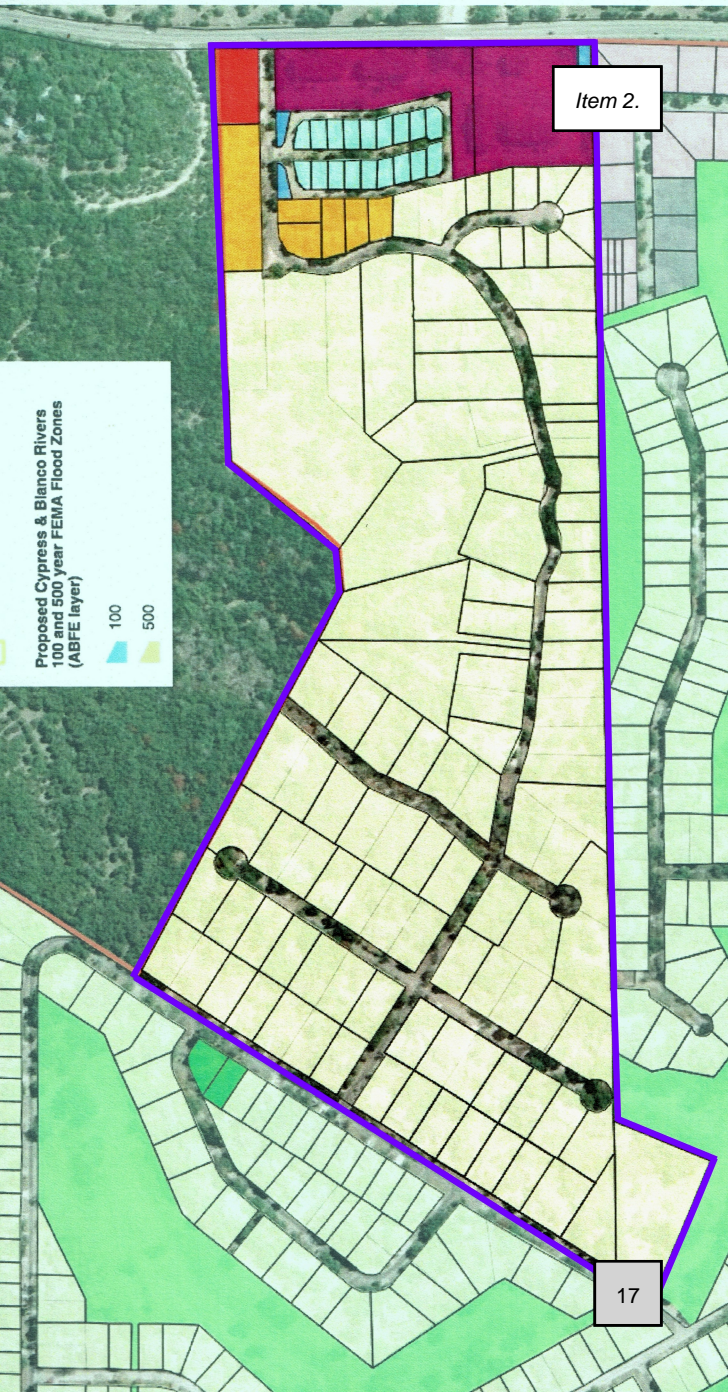 Item 2.
Proposed Cypress & Blanco Rivers
100 and 500 year FEMA Flood Zones
(ABFE layer)
100
500
17